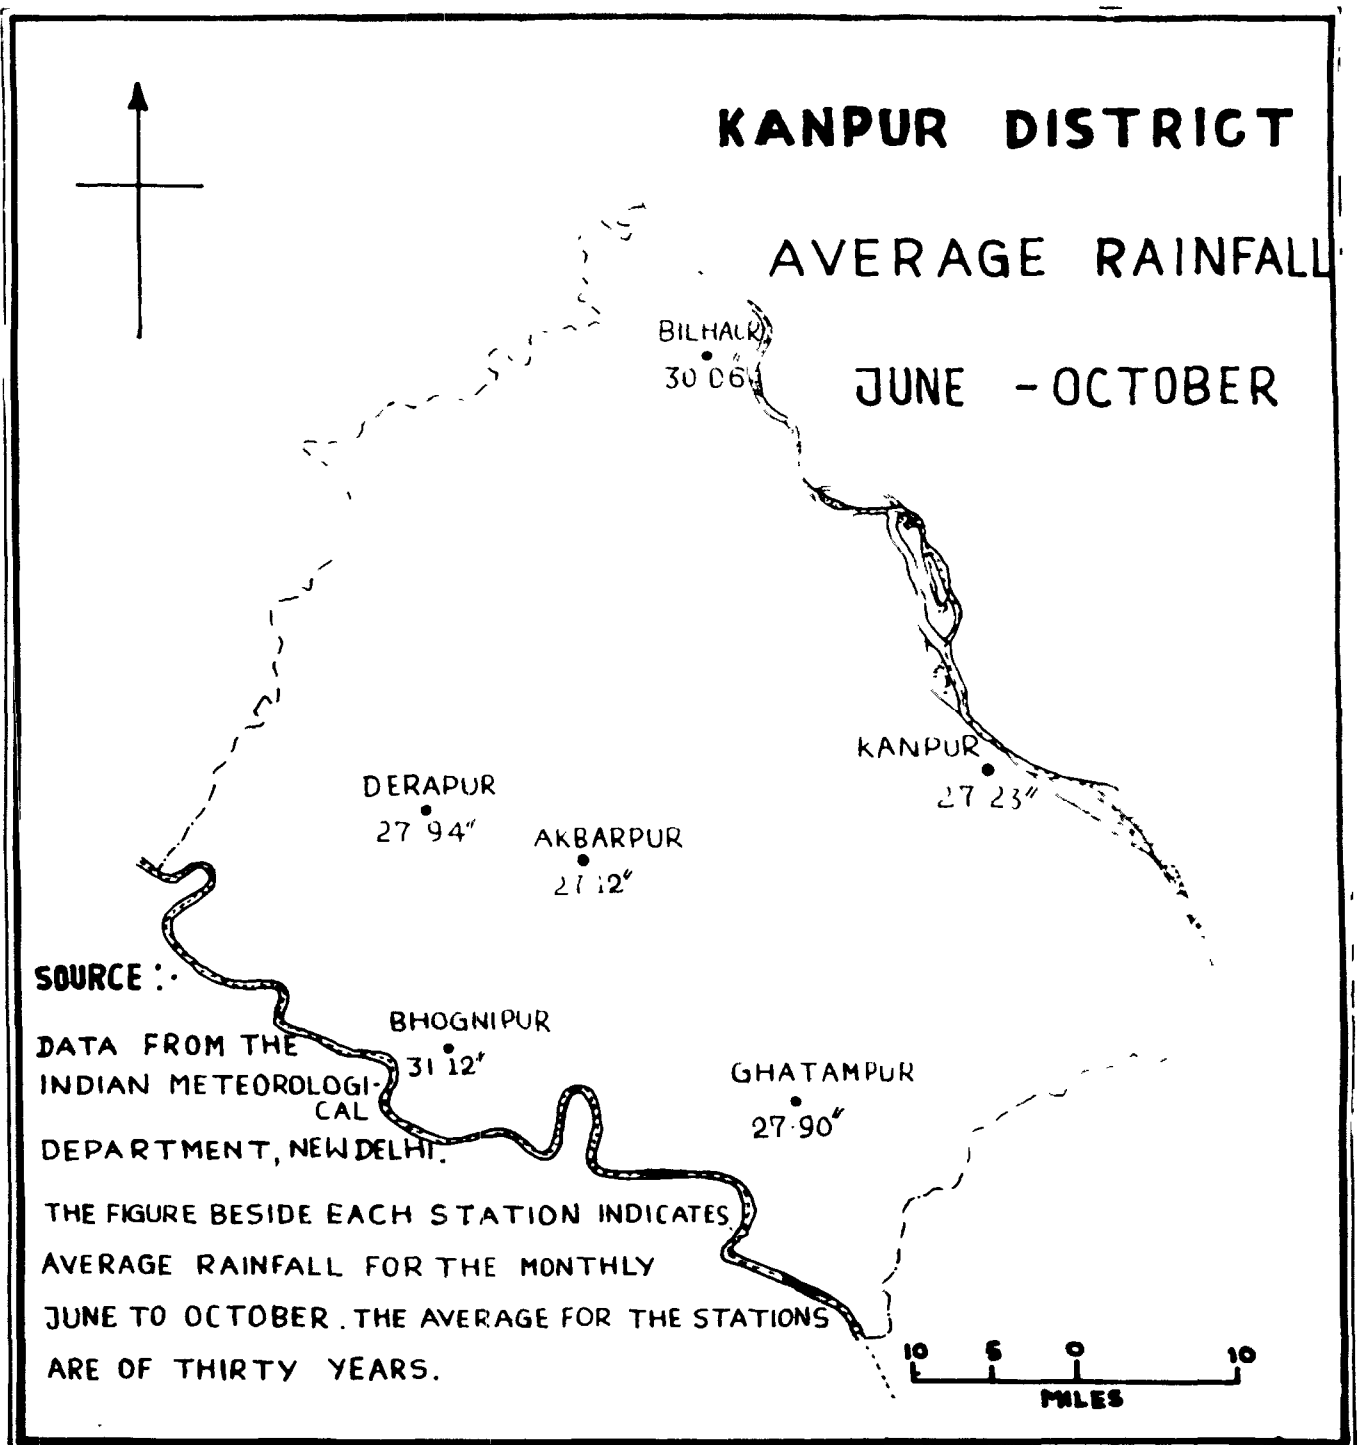 KANPUR DISTRICT
AVERAGE RAINFALL
JUNE - OCTOBER
BILHAUR
30 06"
KANPUR
27 23"
DERAPUR
27 94"
AKBARPUR
27 12"
SOURCE :-
BHOGNIPUR
31 12"
DATA FROM THE
INDIAN METEOROLOGI-
CAL
DEPARTMENT, NEW DELHI.
GHATAMPUR
27.90"
THE FIGURE BESIDE EACH STATION INDICATES
AVERAGE RAINFALL FOR THE MONTHLY
JUNE TO OCTOBER. THE AVERAGE FOR THE STATIONS
ARE OF THIRTY YEARS.
10 5 0 10
MILES